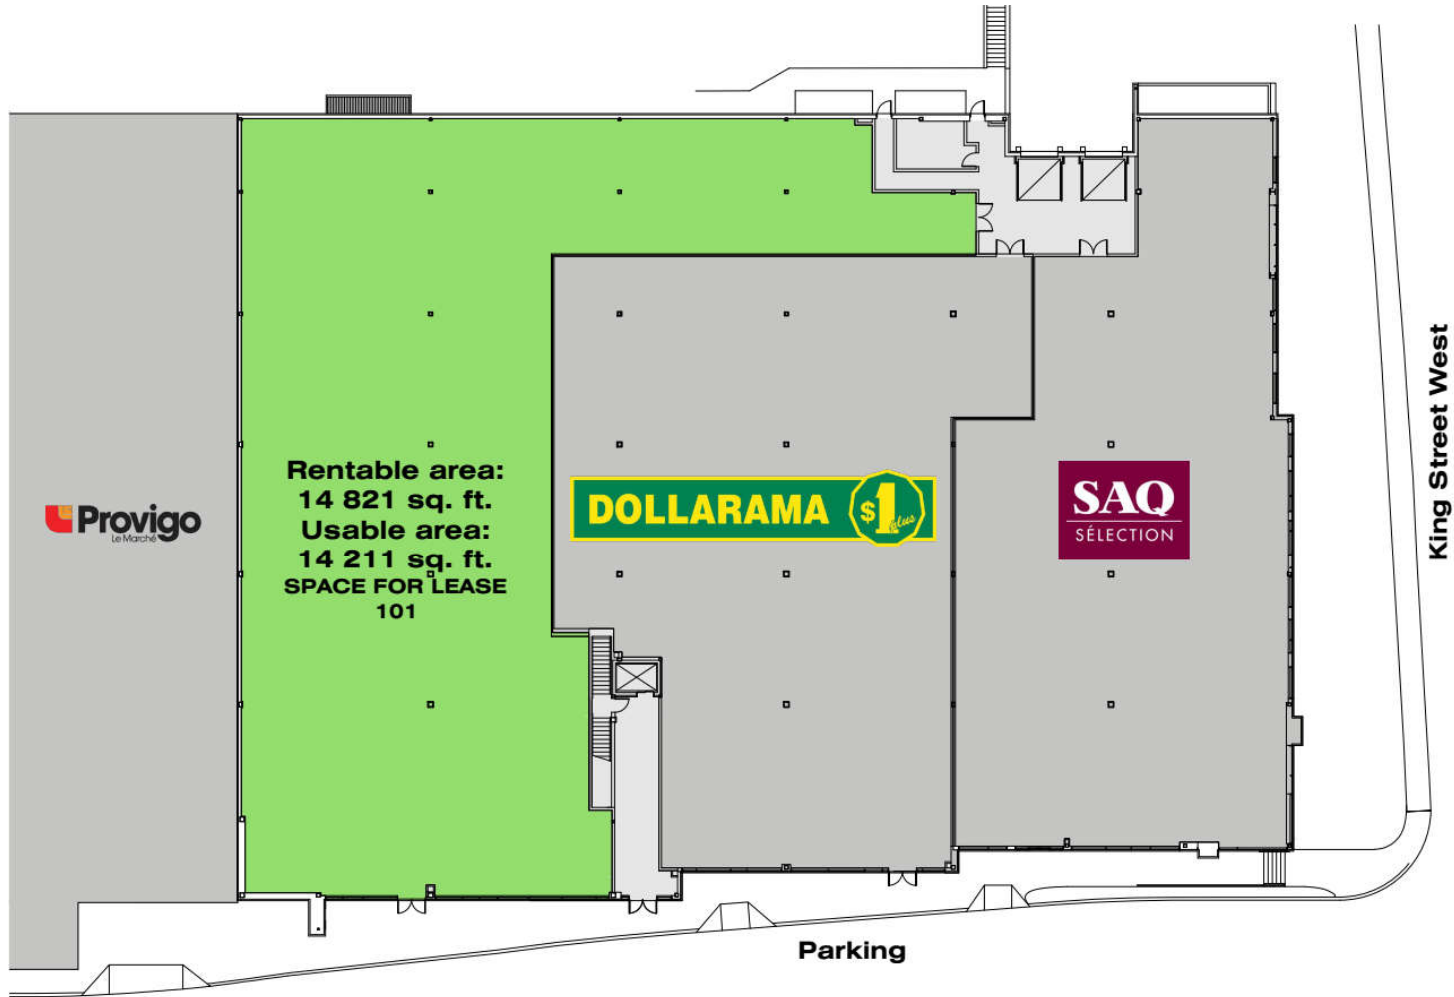 Provigo
Le Marché
Rentable area:
14 821 sq. ft.
Usable area:
14 211 sq. ft.
SPACE FOR LEASE
101
DOLLARAMA $1 plus
SAQ
SÉLECTION
King Street West
Parking